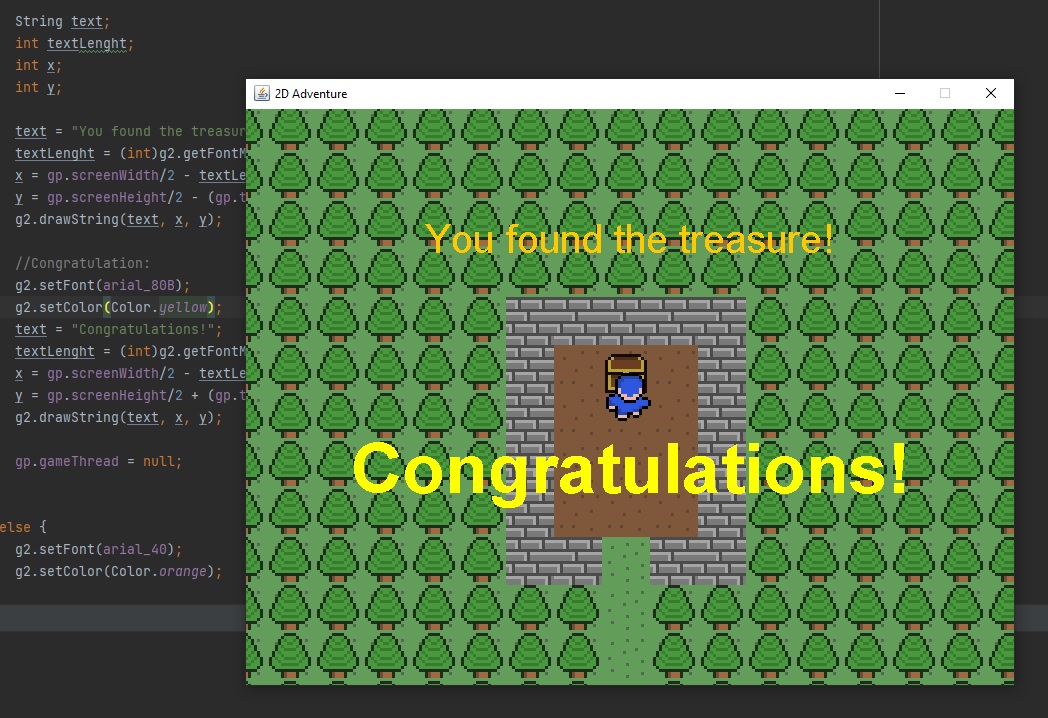 String text;
int textLenght;
int x;
int y;
text = "You found the treasur
textLenght = (int)g2.getFontM
x = gp.screenWidth/2 - textLe
y = gp.screenHeight/2 - (gp.t
g2.drawString(text, x, y);
//Congratulation:
g2.setFont(arial_80B);
g2.setColor(Color.yellow);
text = "Congratulations!";
textLenght = (int)g2.getFontM
x = gp.screenWidth/2 - textLe
y = gp.screenHeight/2 + (gp.t
g2.drawString(text, x, y);
gp.gameThread = null;
else {
g2.setFont(arial_40);
g2.setColor(Color.orange);
2D Adventure
You found the treasure!
Congratulations!